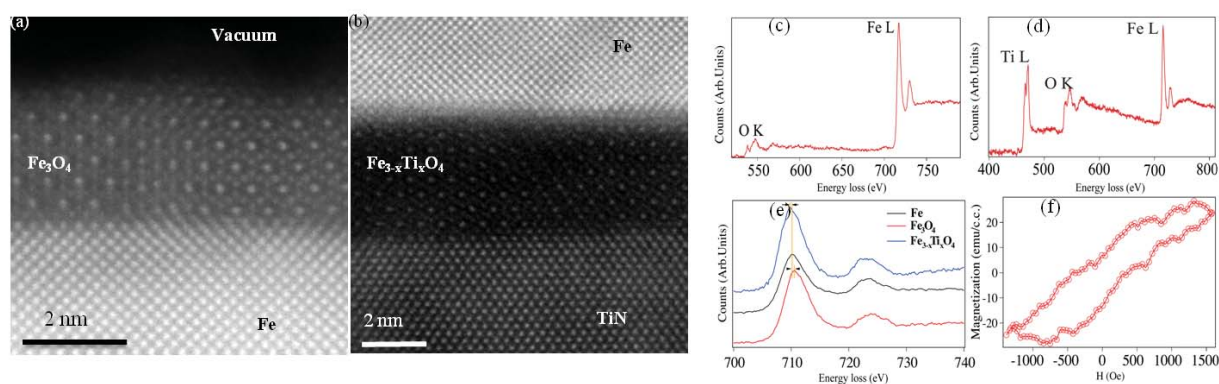 (a)
Vacuum
Fe3O4
2 nm
Fe
(b)
Fe
Fe3-xTixO4
2 nm
TiN
(c)
Fe L
O K
Counts (Arb.Units)
550 600 650 700 750
Energy loss (eV)
(d)
Fe L
Ti L
O K
Counts (Arb.Units)
400 500 600 700 800
Energy loss (eV)
(e)
Fe
Fe3O4
Fe3-xTixO4
Counts (Arb.Units)
700 710 720 730 740
Energy loss (eV)
(f)
Magnetization (emu/c.c.)
20
10
0
-10
-20
-1000 -500 0 500 1000 1500
H (Oe)